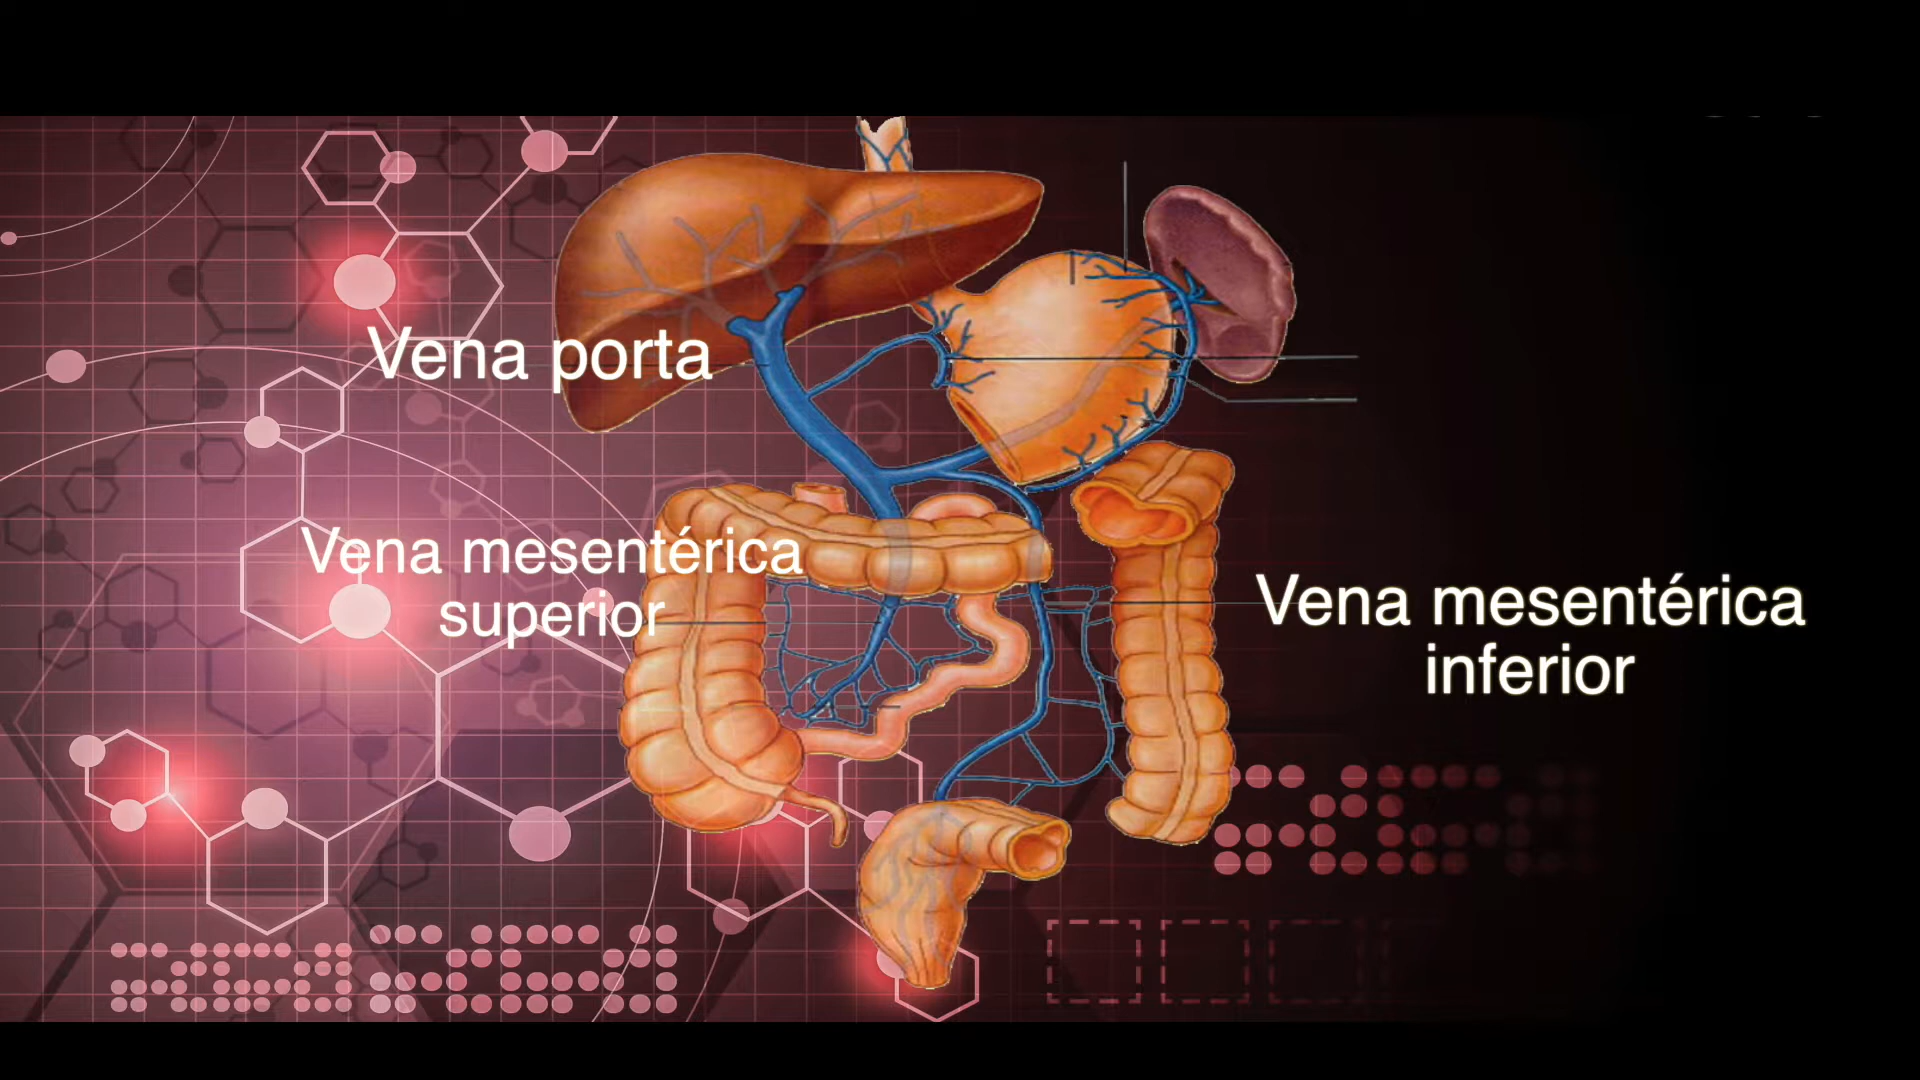 Vena porta
Vena mesentérica
superior
Vena mesentérica
inferior